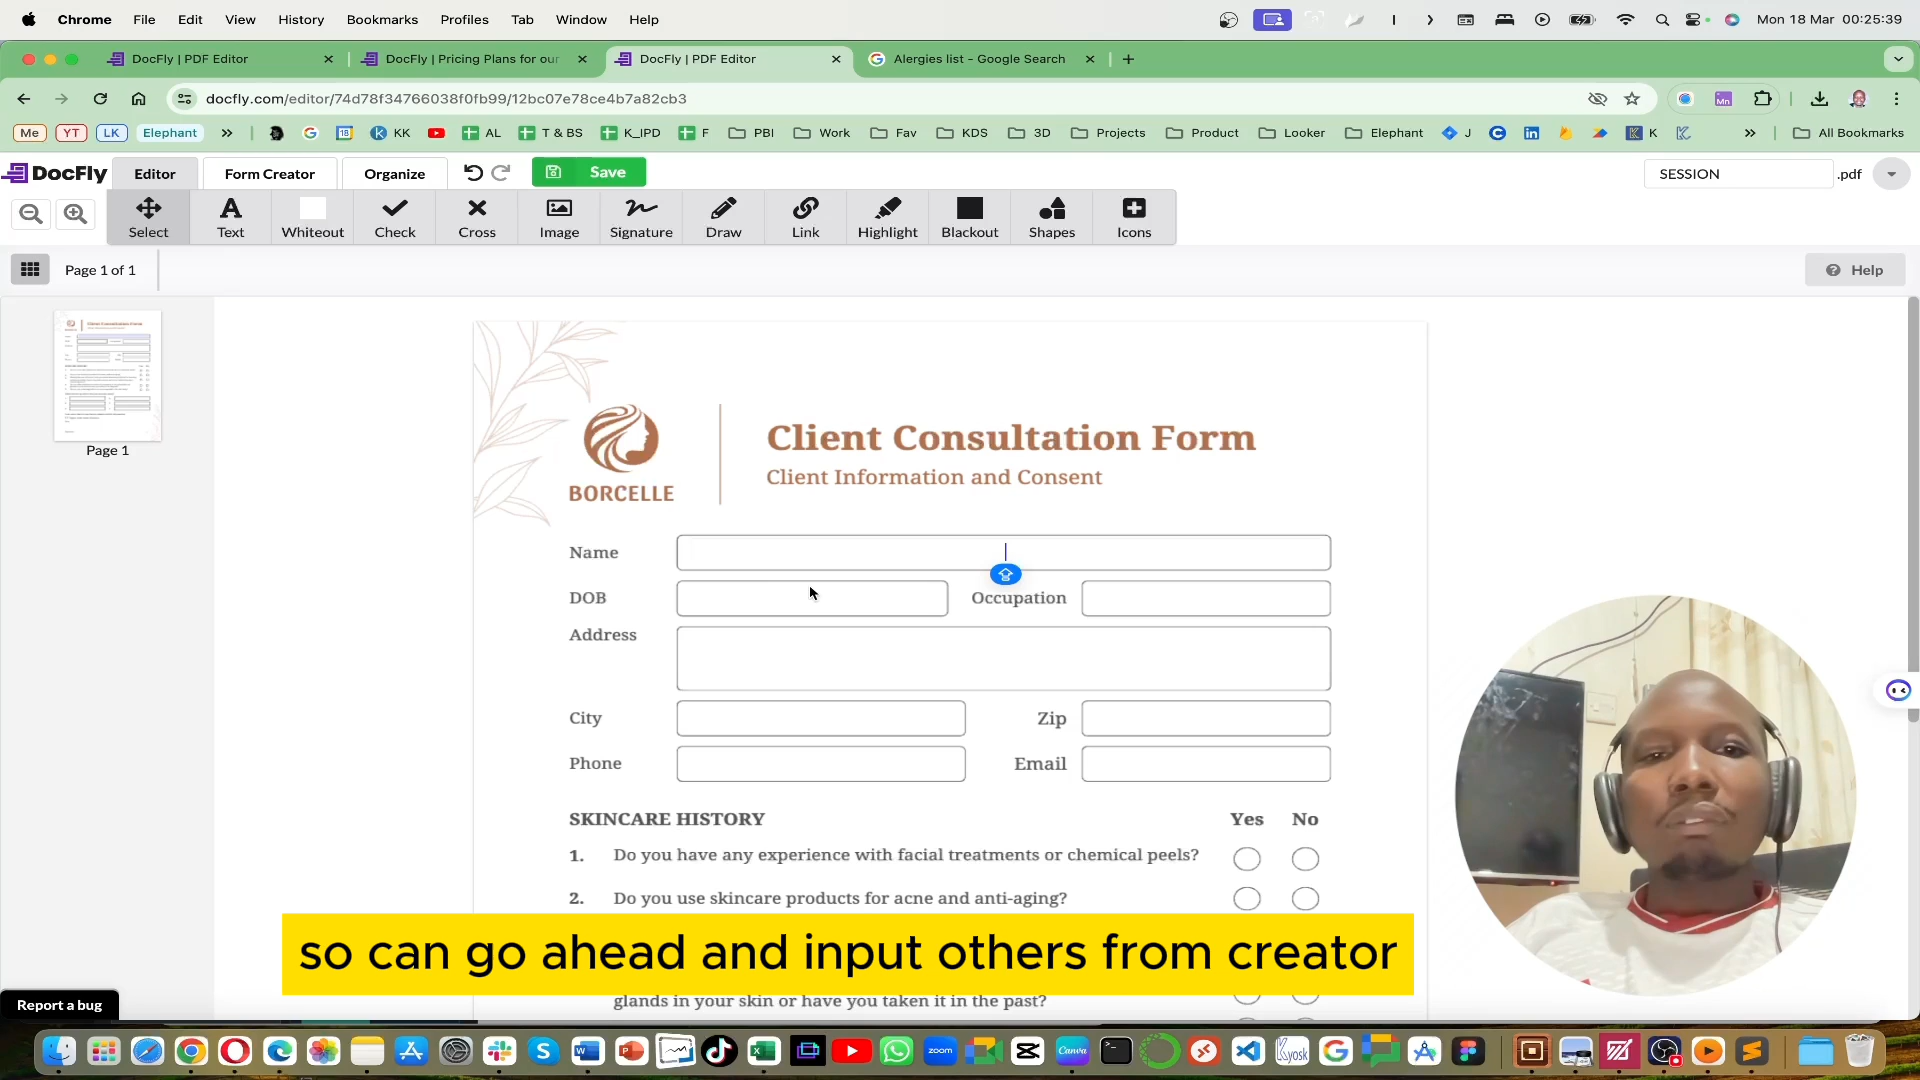 Chrome File Edit View History Bookmarks Profiles Tab Window Help Mon 18 Mar 00:25:39
DocFly | PDF Editor DocFly | Pricing Plans for our DocFly | PDF Editor Alergies list - Google Search
docfly.com/editor/74d78f34766038f0fb99/12bc07e78ce4b7a82cb3
Me YT LK Elephant KK AL T & BS K_IPD F PBI Work Fav KDS 3D Projects Product Looker Elephant J K All Bookmarks
DocFly Editor Form Creator Organize Save SESSION .pdf
Select Text Whiteout Check Cross Image Signature Draw Link Highlight Blackout Shapes Icons
Page 1 of 1 Help
Page 1
BORCELLE
Client Consultation Form
Client Information and Consent
Name
DOB Occupation
Address
City Zip
Phone Email
SKINCARE HISTORY Yes No
1. Do you have any experience with facial treatments or chemical peels?
2. Do you use skincare products for acne and anti-aging?
so can go ahead and input others from creator
glands in your skin or have you taken it in the past?
Report a bug
zoom Canva Kyosk